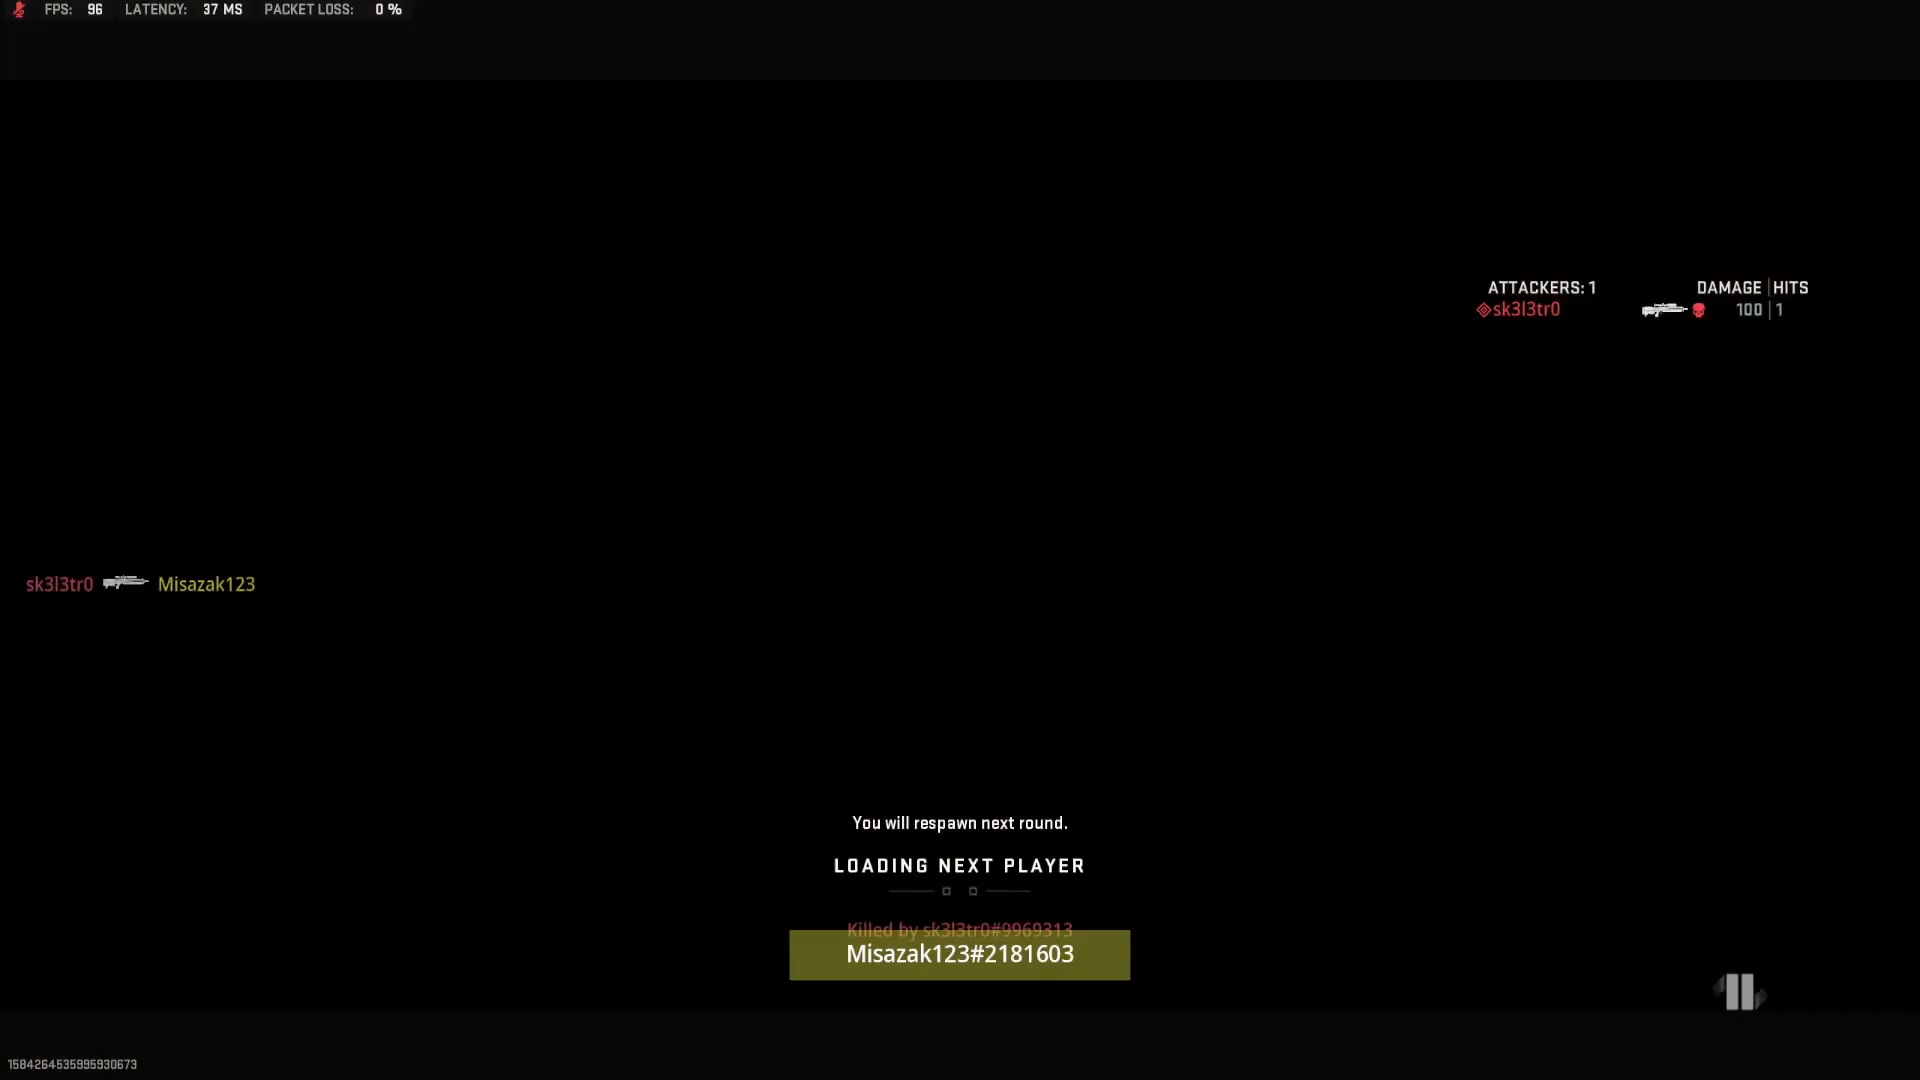 FPS: 96 LATENCY: 37 MS PACKET LOSS: 0 %
ATTACKERS: 1 DAMAGE | HITS
sk3l3tr0 100 | 1
sk3l3tr0 Misazak123
You will respawn next round.
LOADING NEXT PLAYER
Killed by sk3l3tr0#9969313
Misazak123#2181603
1584264535995930673